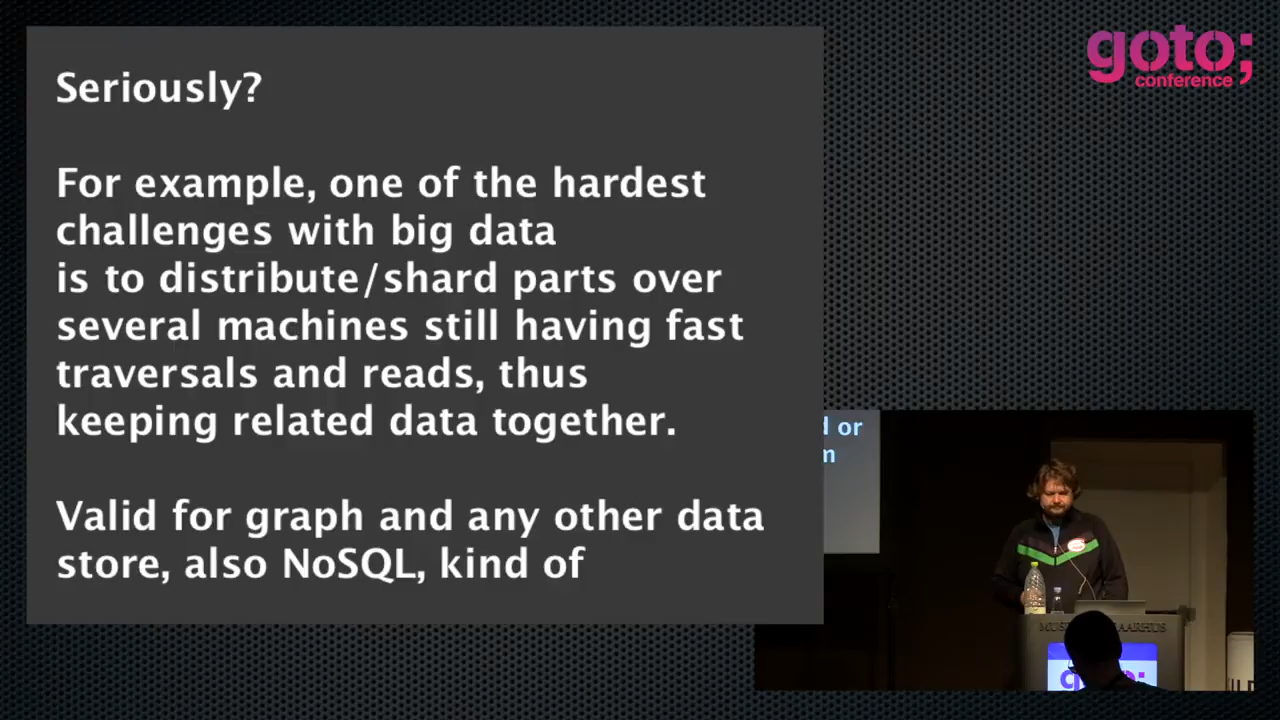 Seriously?
For example, one of the hardest
challenges with big data
is to distribute/shard parts over
several machines still having fast
traversals and reads, thus
keeping related data together.
Valid for graph and any other data
store, also NoSQL, kind of
goto;
conference
d or
m
goto;